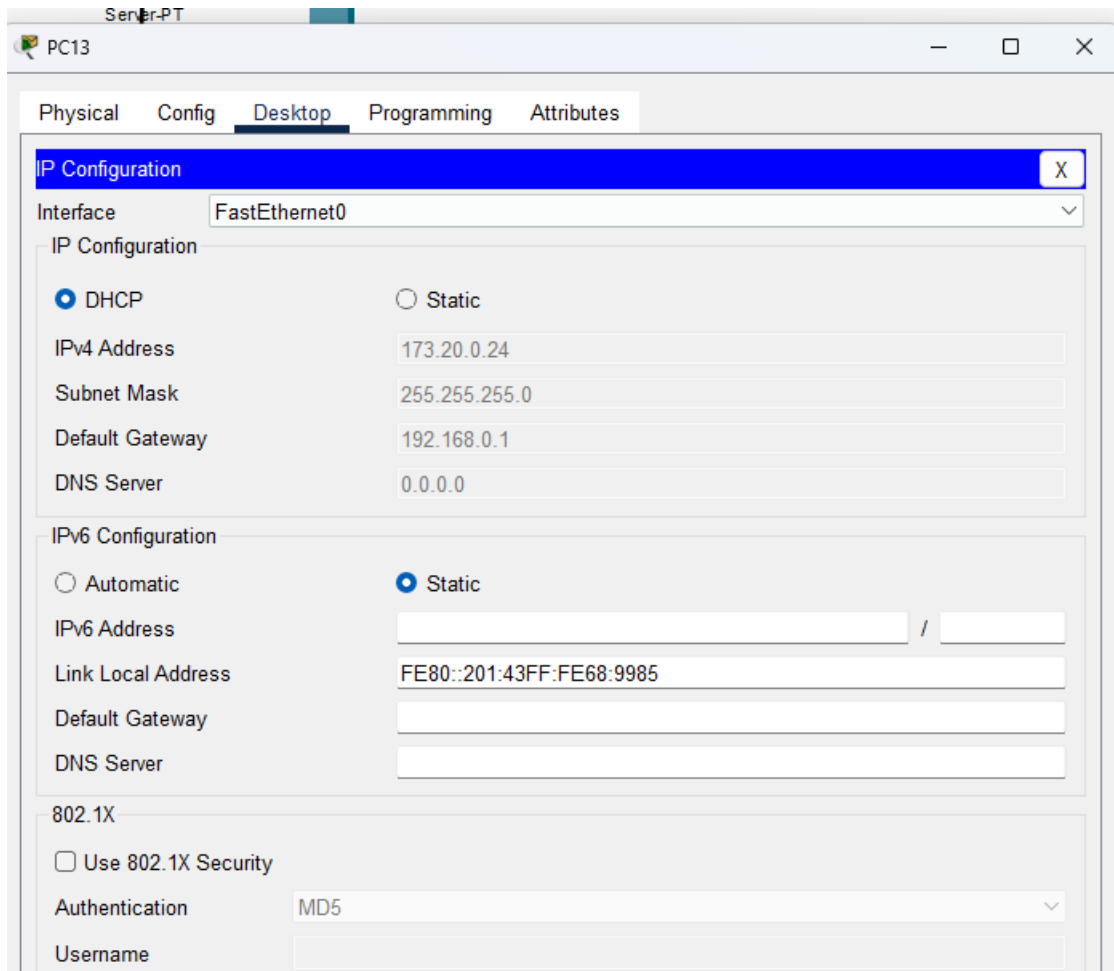 Server-PT
PC13
Physical Config Desktop Programming Attributes
IP Configuration X
Interface FastEthernet0
IP Configuration
DHCP Static
IPv4 Address 173.20.0.24
Subnet Mask 255.255.255.0
Default Gateway 192.168.0.1
DNS Server 0.0.0.0
IPv6 Configuration
Automatic Static
IPv6 Address /
Link Local Address FE80::201:43FF:FE68:9985
Default Gateway
DNS Server
802.1X
Use 802.1X Security
Authentication MD5
Username